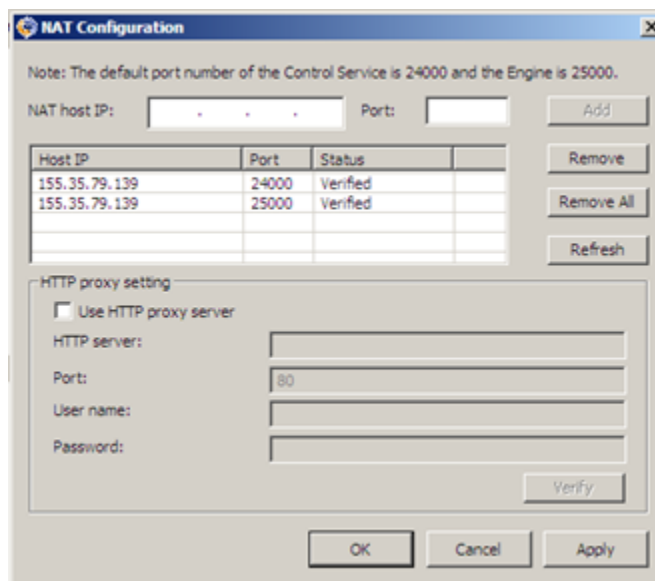 NAT Configuration
Note: The default port number of the Control Service is 24000 and the Engine is 25000.
NAT host IP: . . . Port: Add
Host IP Port Status
155.35.79.139 24000 Verified
155.35.79.139 25000 Verified
Remove
Remove All
Refresh
HTTP proxy setting
Use HTTP proxy server
HTTP server:
Port: 80
User name:
Password:
Verify
OK Cancel Apply